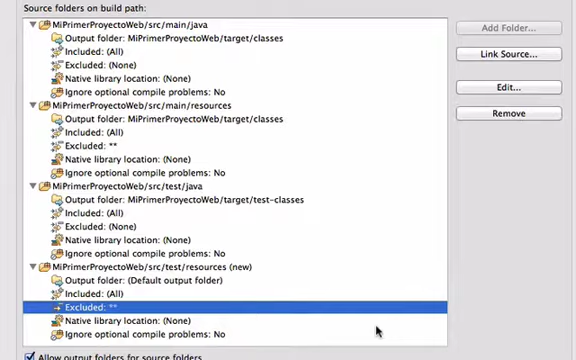 Source folders on build path:
MiPrimerProyectoWeb/src/main/java
Output folder: MiPrimerProyectoWeb/target/classes
Included: (All)
Excluded: (None)
Native library location: (None)
Ignore optional compile problems: No
MiPrimerProyectoWeb/src/main/resources
Output folder: MiPrimerProyectoWeb/target/classes
Included: (All)
Excluded: **
Native library location: (None)
Ignore optional compile problems: No
MiPrimerProyectoWeb/src/test/java
Output folder: MiPrimerProyectoWeb/target/test-classes
Included: (All)
Excluded: (None)
Native library location: (None)
Ignore optional compile problems: No
MiPrimerProyectoWeb/src/test/resources (new)
Output folder: (Default output folder)
Included: (All)
Excluded: **
Native library location: (None)
Ignore optional compile problems: No
Allow output folders for source folders
Add Folder...
Link Source...
Edit...
Remove